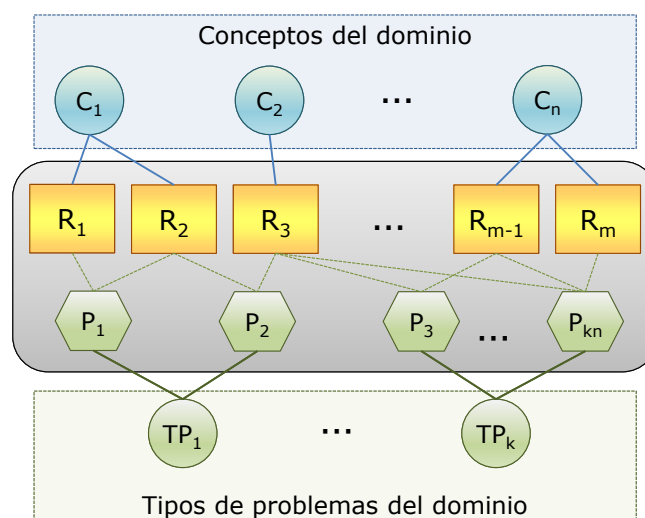 Conceptos del dominio
C1 C2 ... Cn
R1 R2 R3 ... Rm-1 Rm
P1 P2 P3 ... Pkn
TP1 ... TPk
Tipos de problemas del dominio